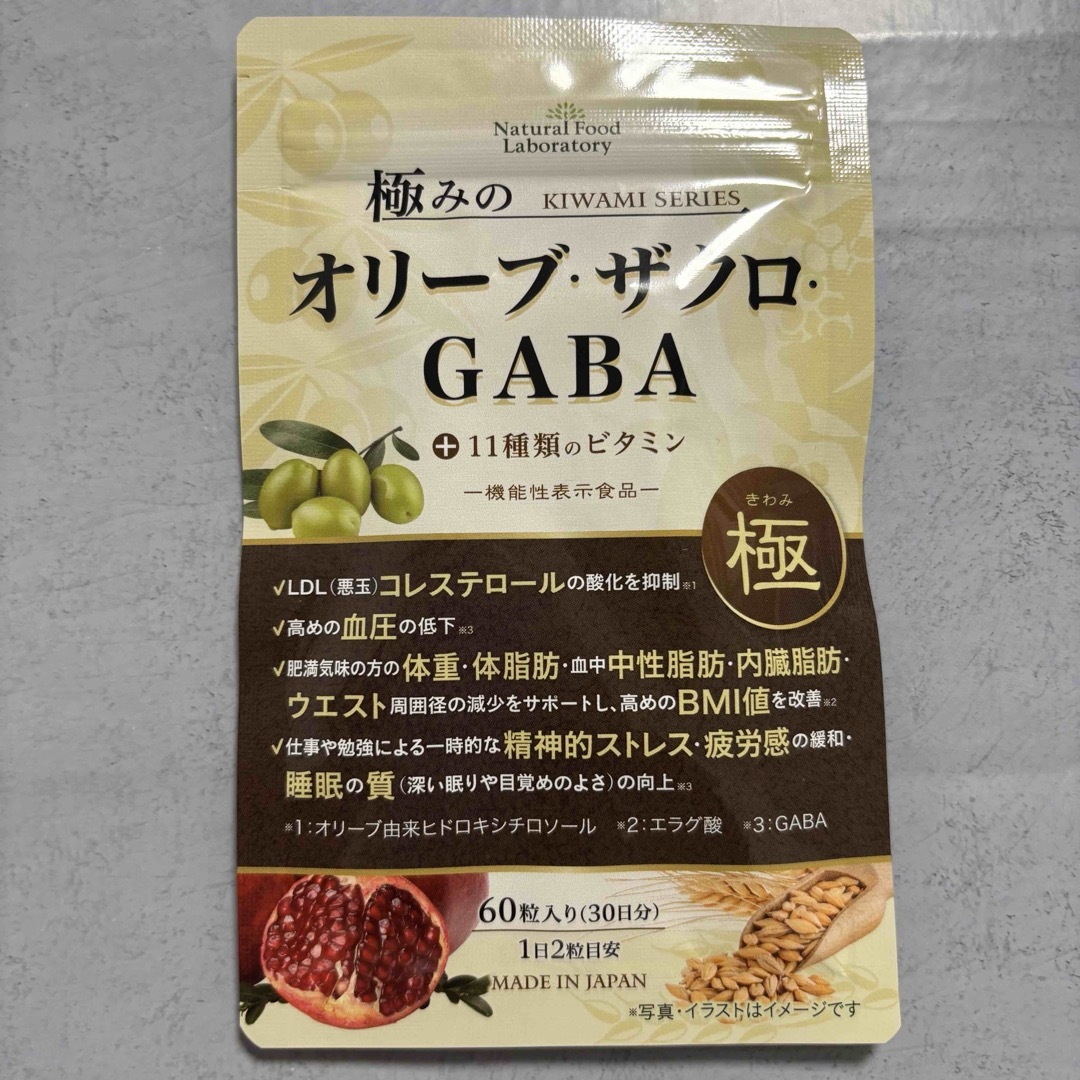 Natural Food
Laboratory
極みの KIWAMI SERIES
オリーブ・ザクロ・
GABA
+11種類のビタミン
―機能性表示食品―
きわみ
極
✓LDL(悪玉)コレステロールの酸化を抑制※1
✓高めの血圧の低下※3
✓肥満気味の方の体重・体脂肪・血中中性脂肪・内臓脂肪・
ウエスト周囲径の減少をサポートし、高めのBMI値を改善※2
✓仕事や勉強による一時的な精神的ストレス・疲労感の緩和・
睡眠の質(深い眠りや目覚めのよさ)の向上※3
※1:オリーブ由来ヒドロキシチロソール ※2:エラグ酸 ※3:GABA
60粒入り(30日分)
1日2粒目安
MADE IN JAPAN
※写真・イラストはイメージです